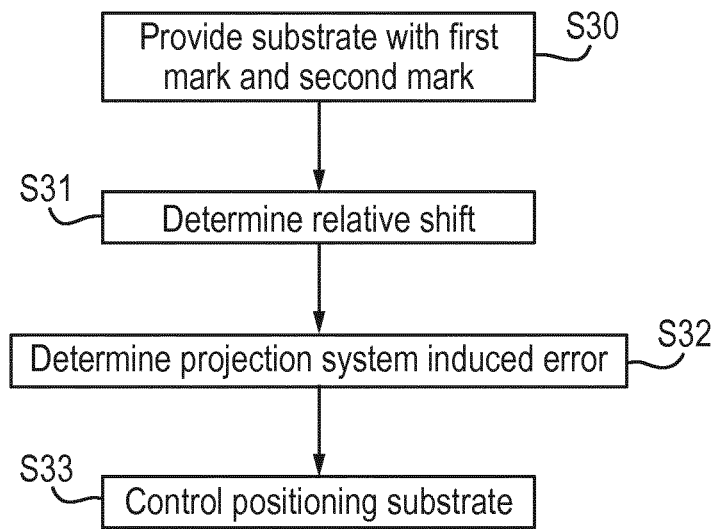 Provide substrate with first
mark and second mark
S30
S31
Determine relative shift
Determine projection system induced error
S32
S33
Control positioning substrate